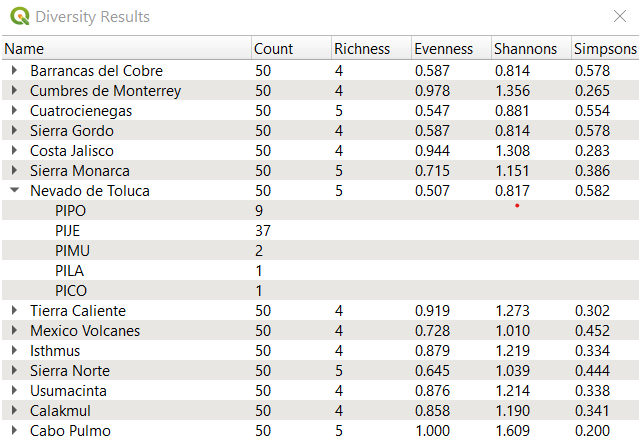 Diversity Results
Name Count Richness Evenness Shannons Simpsons
Barrancas del Cobre 50 4 0.587 0.814 0.578
Cumbres de Monterrey 50 4 0.978 1.356 0.265
Cuatrocienegas 50 5 0.547 0.881 0.554
Sierra Gordo 50 4 0.587 0.814 0.578
Costa Jalisco 50 4 0.944 1.308 0.283
Sierra Monarca 50 5 0.715 1.151 0.386
Nevado de Toluca 50 5 0.507 0.817 0.582
PIPO 9
PIJE 37
PIMU 2
PILA 1
PICO 1
Tierra Caliente 50 4 0.919 1.273 0.302
Mexico Volcanes 50 4 0.728 1.010 0.452
Isthmus 50 4 0.879 1.219 0.334
Sierra Norte 50 5 0.645 1.039 0.444
Usumacinta 50 4 0.876 1.214 0.338
Calakmul 50 4 0.858 1.190 0.341
Cabo Pulmo 50 5 1.000 1.609 0.200